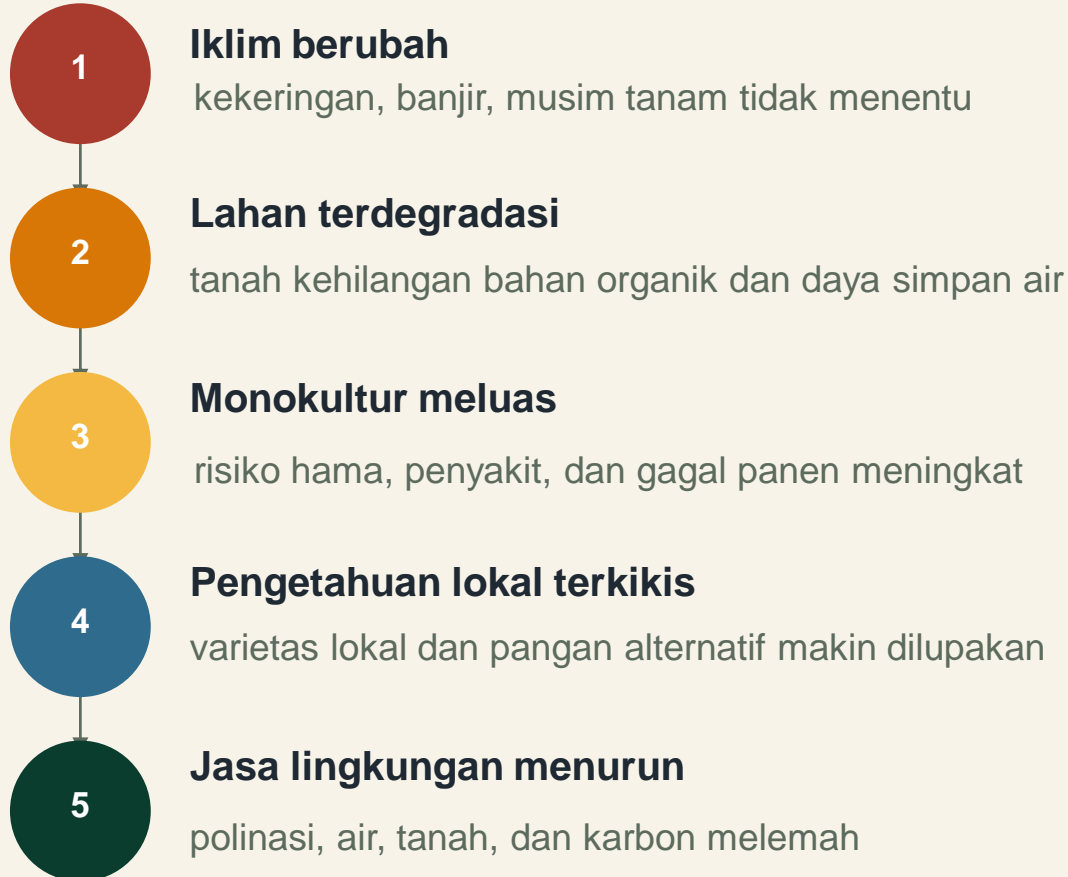 1
Iklim berubah
kekeringan, banjir, musim tanam tidak menentu
2
Lahan terdegradasi
tanah kehilangan bahan organik dan daya simpan air
3
Monokultur meluas
risiko hama, penyakit, dan gagal panen meningkat
4
Pengetahuan lokal terkikis
varietas lokal dan pangan alternatif makin dilupakan
5
Jasa lingkungan menurun
polinasi, air, tanah, dan karbon melemah